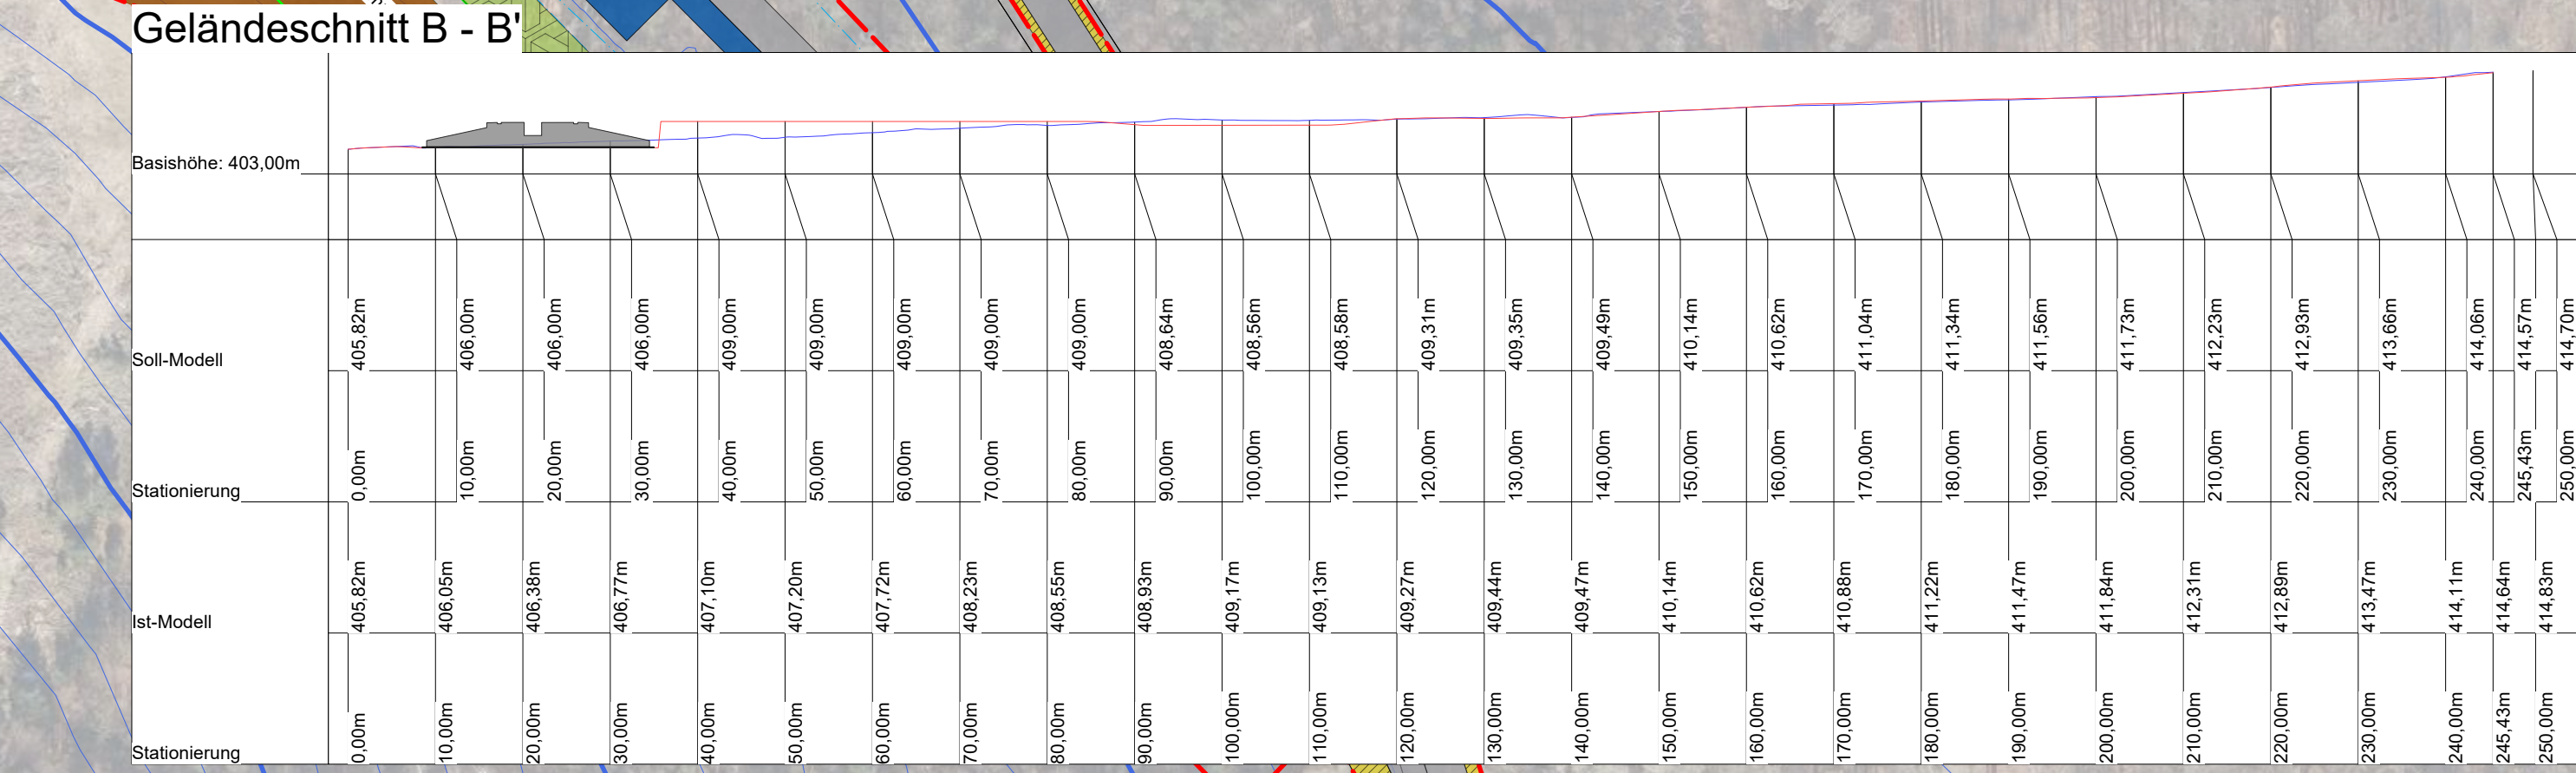 Geländeschnitt B - B'
Basishöhe: 403,00m
Soll-Modell
405,82m 406,00m 406,00m 406,00m 409,00m 409,00m 409,00m 409,00m 409,00m 408,64m 408,56m 408,58m 409,31m 409,35m 409,49m 410,14m 410,62m 411,04m 411,34m 411,56m 411,73m 412,23m 412,93m 413,66m 414,06m 414,57m 414,70m
Stationierung
0,00m 10,00m 20,00m 30,00m 40,00m 50,00m 60,00m 70,00m 80,00m 90,00m 100,00m 110,00m 120,00m 130,00m 140,00m 150,00m 160,00m 170,00m 180,00m 190,00m 200,00m 210,00m 220,00m 230,00m 240,00m 245,43m 250,00m
Ist-Modell
405,82m 406,05m 406,38m 406,77m 407,10m 407,20m 407,72m 408,23m 408,55m 408,93m 409,17m 409,13m 409,27m 409,44m 409,47m 410,14m 410,62m 410,88m 411,22m 411,47m 411,84m 412,31m 412,89m 413,47m 414,11m 414,64m 414,83m
Stationierung
0,00m 10,00m 20,00m 30,00m 40,00m 50,00m 60,00m 70,00m 80,00m 90,00m 100,00m 110,00m 120,00m 130,00m 140,00m 150,00m 160,00m 170,00m 180,00m 190,00m 200,00m 210,00m 220,00m 230,00m 240,00m 245,43m 250,00m